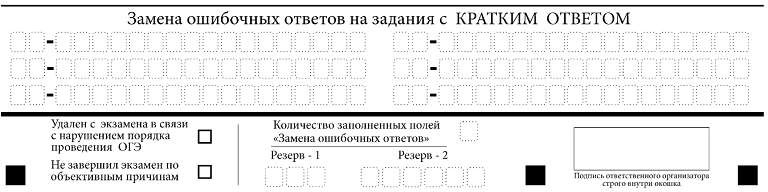 Замена ошибочных ответов на задания с КРАТКИМ ОТВЕТОМ
Удален с экзамена в связи
с нарушением порядка
проведения ОГЭ
Не завершил экзамен по
объективным причинам
Количество заполненных полей
«Замена ошибочных ответов»
Резерв - 1 Резерв - 2
Подпись ответственного организатора
строго внутри окошка